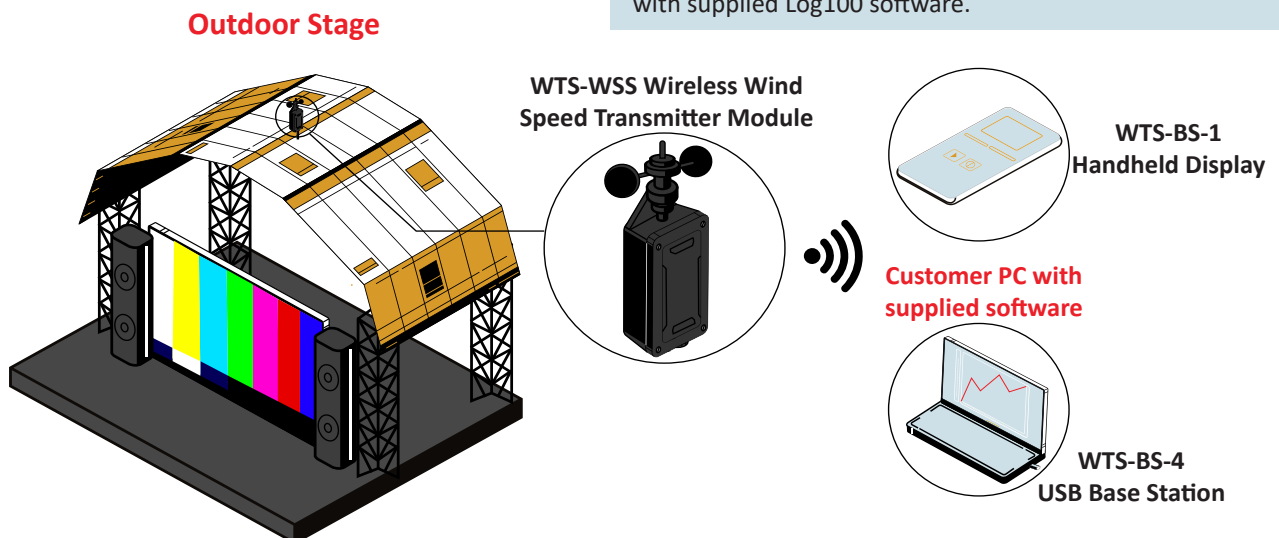 with supplied Log100 software.
Outdoor Stage
WTS-WSS Wireless Wind
Speed Transmitter Module
WTS-BS-1
Handheld Display
Customer PC with
supplied software
WTS-BS-4
USB Base Station